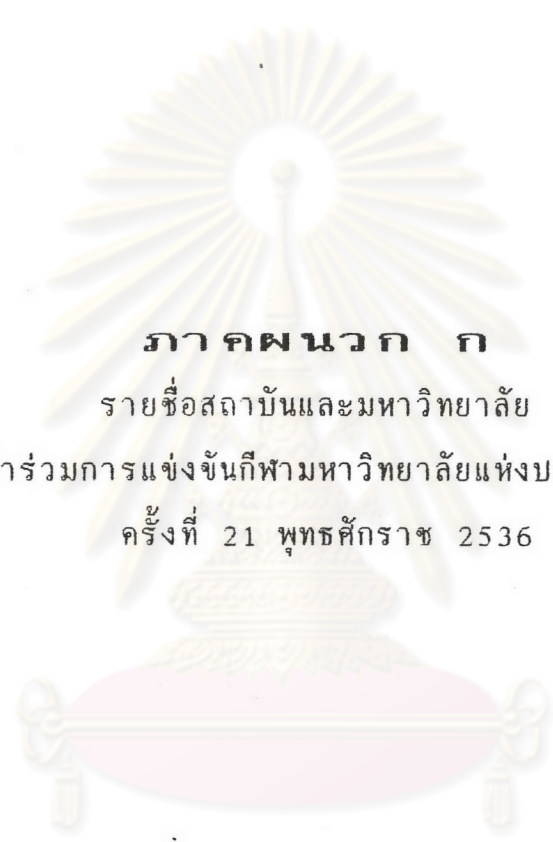 ภาคผนวก ก
รายชื่อสถาบันและมหาวิทยาลัย
าร่วมการแข่งขันกีฬามหาวิทยาลัยแห่งป
ครั้งที่ 21 พุทธศักราช 2536